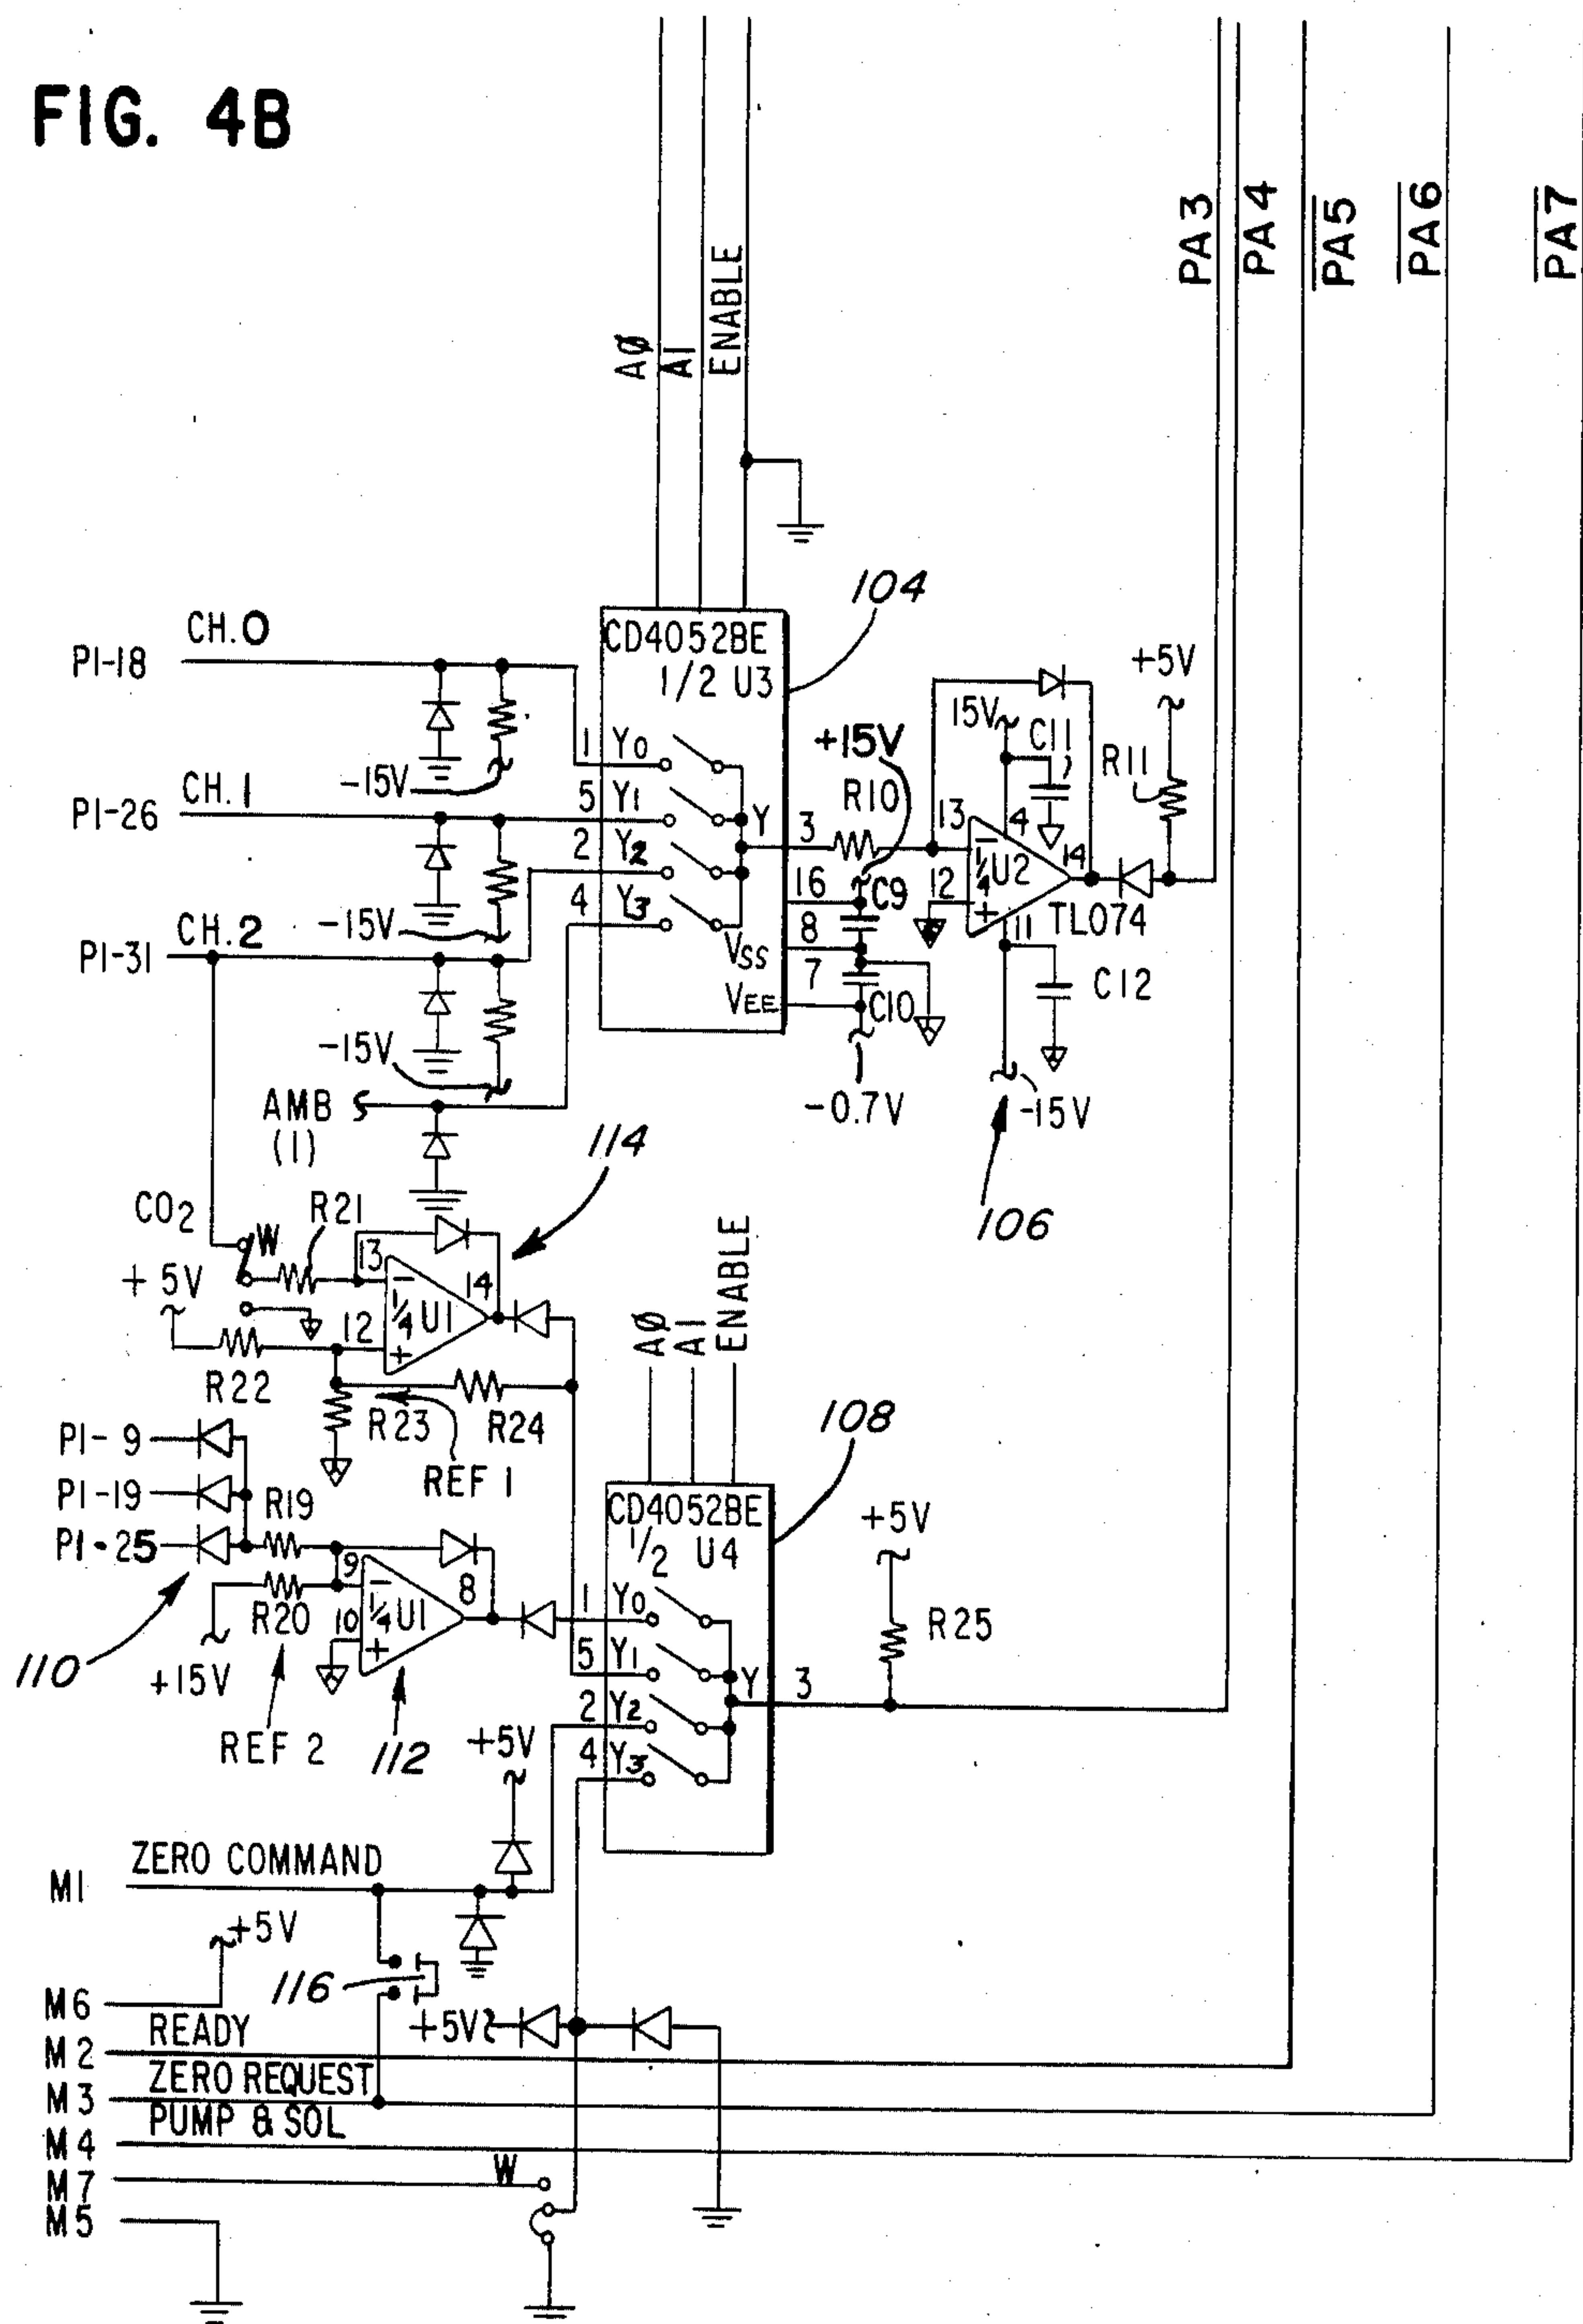 FIG. 4B
PA3
PA4
PA5
PA6
PA7
AØ
A1
ENABLE
104
CH.0
P1-18
CD4052BE
1/2 U3
+5V
-15V
1 Y0
+15V
15V
C11
R11
CH.1
P1-26
5 Y1
R10
Y 3
13
4
2 Y2
1/4 U2
14
16
C9
12
TL074
4 Y3
-15V
CH.2
P1-31
VSS
8
11
7
C12
VEE
C10
-15V
AMB
(1)
-0.7V
-15V
114
106
CO2
W
R21
13
+5V
14
1/4 U1
12
AØ
A1
ENABLE
R22
R23
R24
108
P1-9
REF 1
P1-19
R19
CD4052BE
1/2 U4
+5V
P1-25
9
8
1/4 U1
1 Y0
R20
10
R25
110
+15V
5 Y1
Y 3
2 Y2
REF 2
112
+5V
4 Y3
ZERO COMMAND
M1
+5V
116
M6
READY
+5V
M2
ZERO REQUEST
M3
PUMP & SOL
M4
W
M7
M5